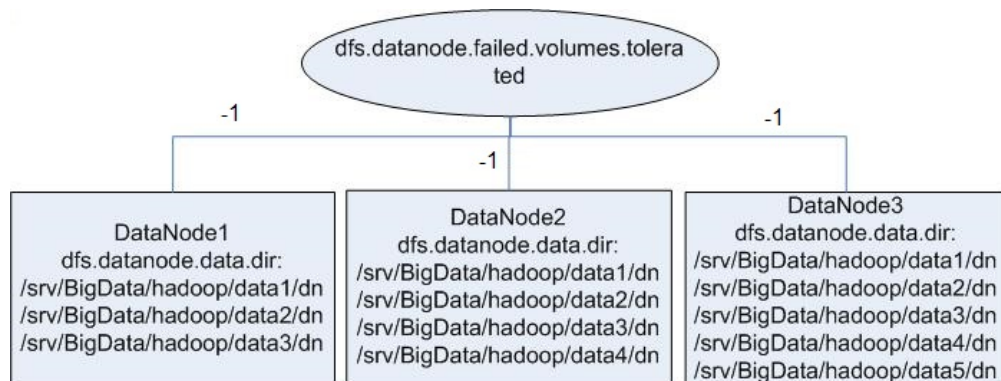 dfs.datanode.failed.volumes.tolera
ted
-1
-1
-1
DataNode1
dfs.datanode.data.dir:
/srv/BigData/hadoop/data1/dn
/srv/BigData/hadoop/data2/dn
/srv/BigData/hadoop/data3/dn
DataNode2
dfs.datanode.data.dir:
/srv/BigData/hadoop/data1/dn
/srv/BigData/hadoop/data2/dn
/srv/BigData/hadoop/data3/dn
/srv/BigData/hadoop/data4/dn
DataNode3
dfs.datanode.data.dir:
/srv/BigData/hadoop/data1/dn
/srv/BigData/hadoop/data2/dn
/srv/BigData/hadoop/data3/dn
/srv/BigData/hadoop/data4/dn
/srv/BigData/hadoop/data5/dn